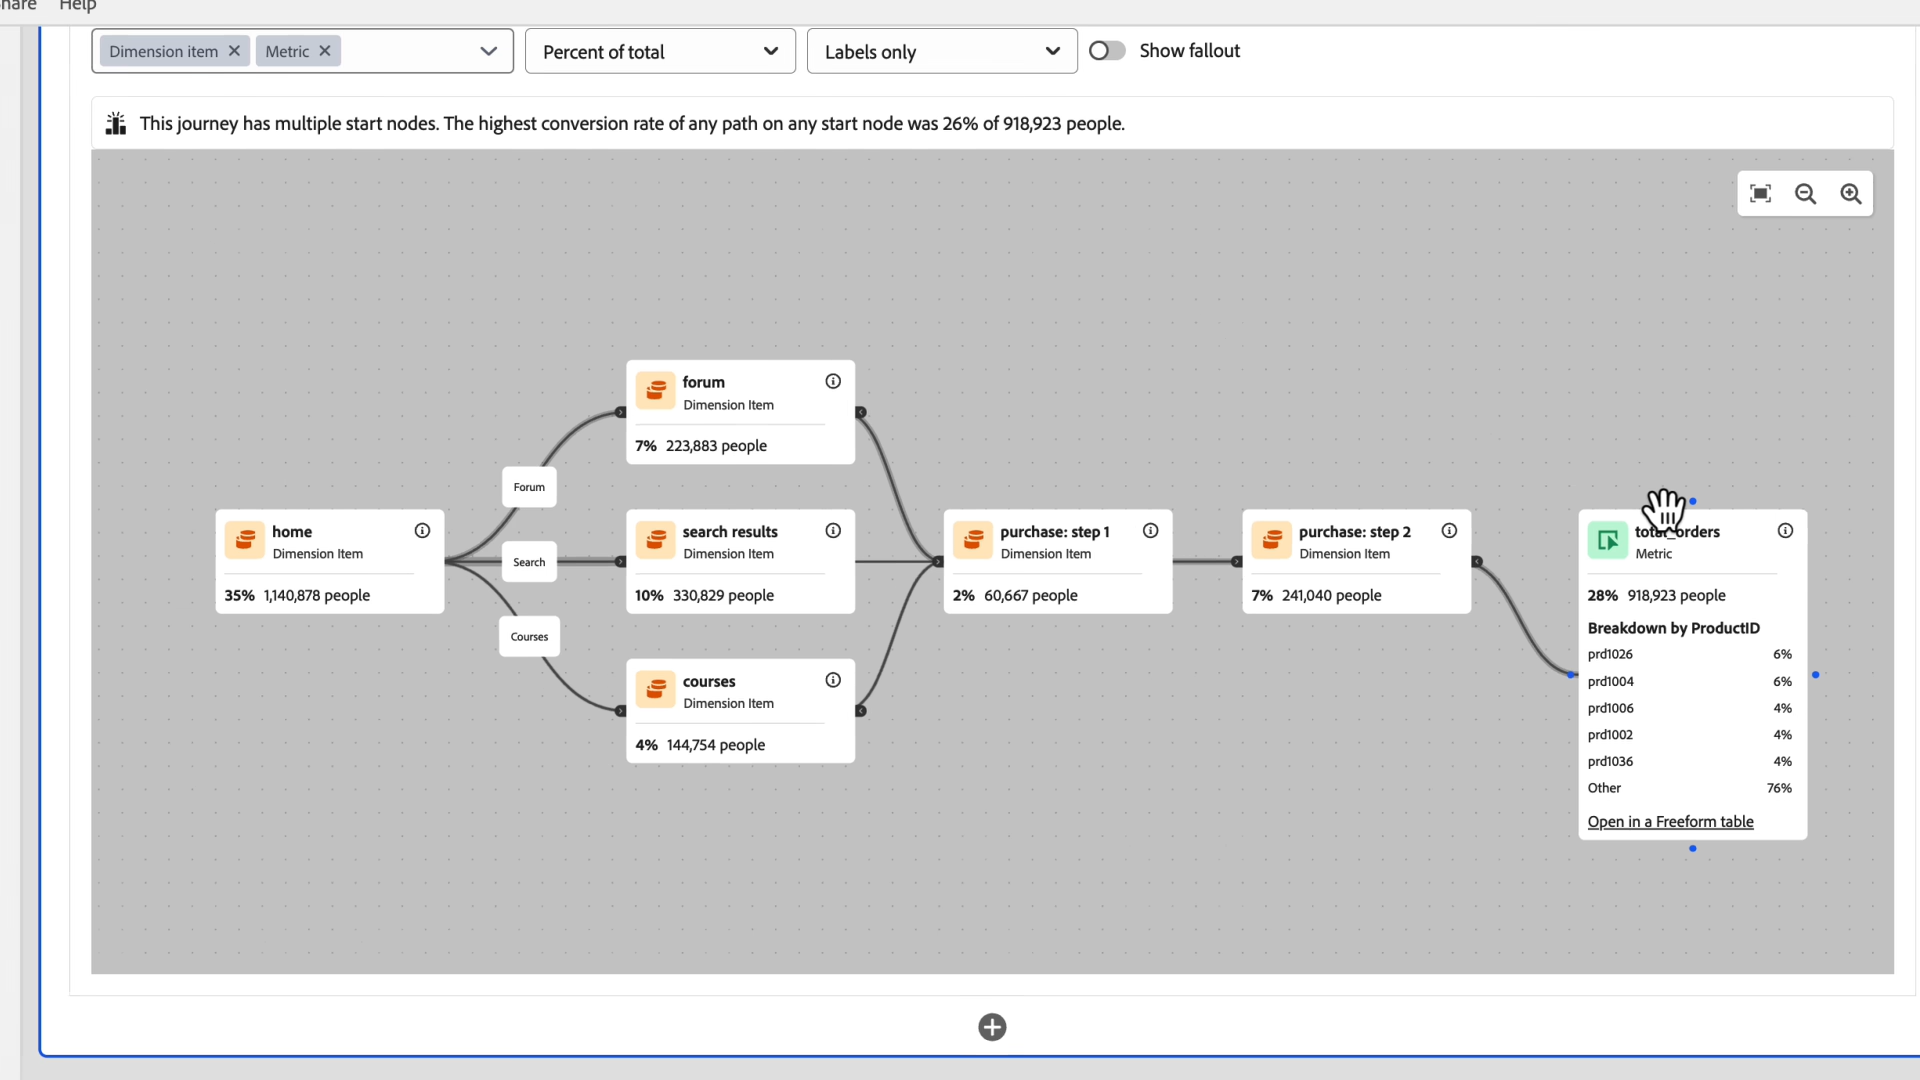 Share Help
Dimension item Metric Percent of total Labels only Show fallout
This journey has multiple start nodes. The highest conversion rate of any path on any start node was 26% of 918,923 people.
home
Dimension Item
35% 1,140,878 people
Forum
Search
Courses
forum
Dimension Item
7% 223,883 people
search results
Dimension Item
10% 330,829 people
courses
Dimension Item
4% 144,754 people
purchase: step 1
Dimension Item
2% 60,667 people
purchase: step 2
Dimension Item
7% 241,040 people
total_orders
Metric
28% 918,923 people
Breakdown by ProductID
prd1026 6%
prd1004 6%
prd1006 4%
prd1002 4%
prd1036 4%
Other 76%
Open in a Freeform table